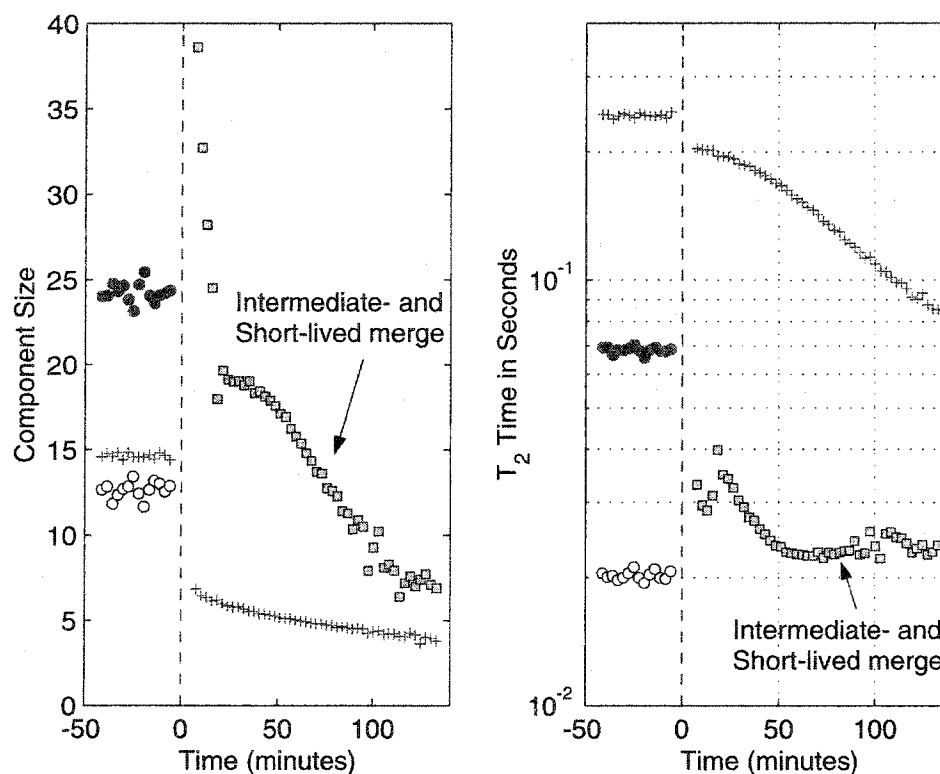 40
35
30
25
20
15
10
5
0
Component Size
Intermediate- and
Short-lived merge
-50 0 50 100
Time (minutes)
10-1
10-2
T2 Time in Seconds
Intermediate- and
Short-lived merge
-50 0 50 100
Time (minutes)